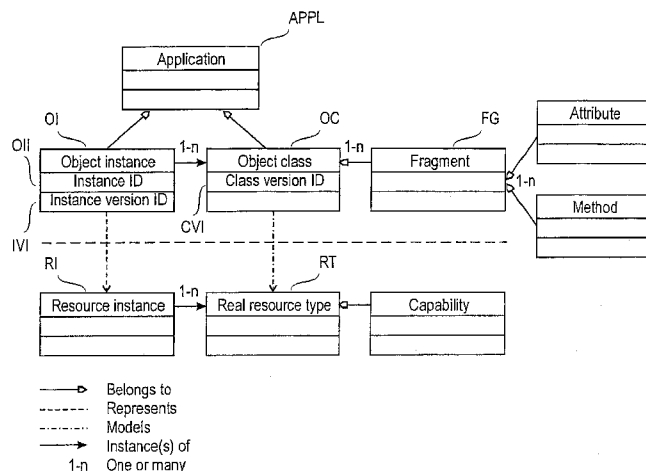 APPL
Application
OI
OC
FG
Attribute
OII
1-n
1-n
Object instance
Object class
Fragment
Instance ID
Class version ID
1-n
Instance version ID
Method
IVI
CVI
RI
RT
1-n
Resource instance
Real resource type
Capability
Belongs to
Represents
Models
Instance(s) of
1-n One or many